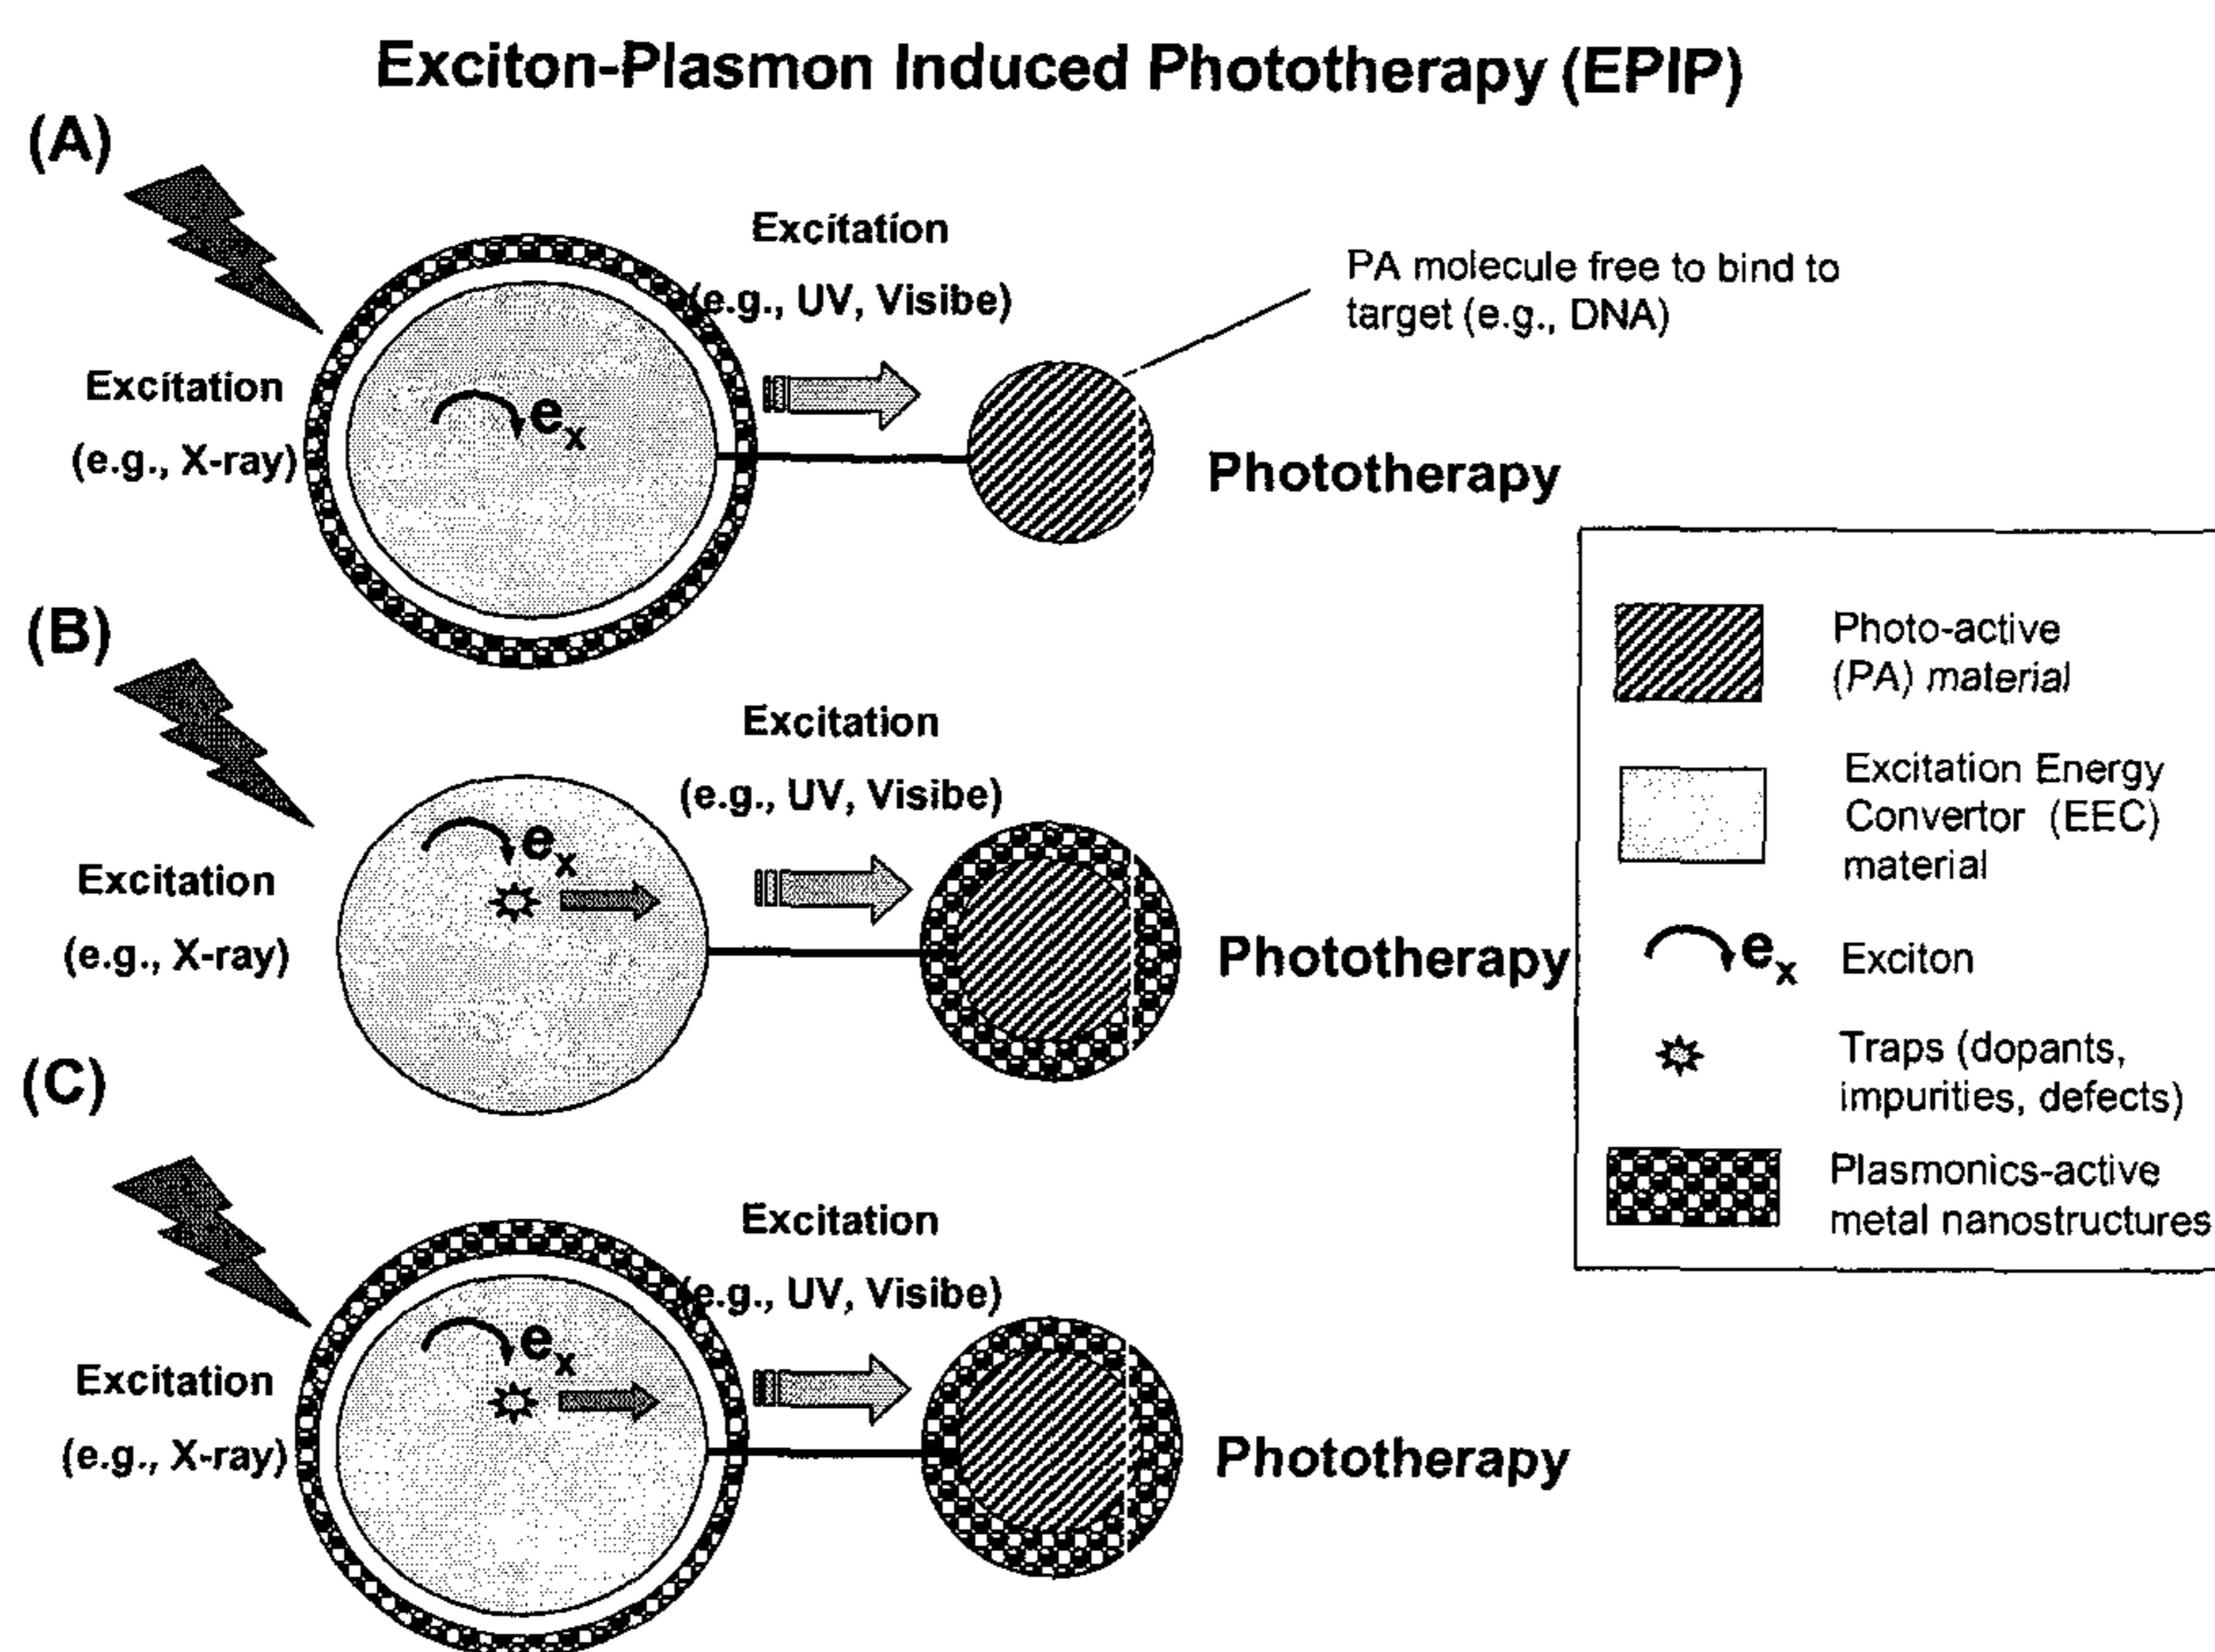 Exciton-Plasmon Induced Phototherapy (EPIP)
(A)
Excitation
(e.g., UV, Visibe)
PA molecule free to bind to
target (e.g., DNA)
Excitation
(e.g., X-ray)
ex
Phototherapy
(B)
Excitation
(e.g., UV, Visibe)
Excitation
(e.g., X-ray)
ex
Phototherapy
(C)
Excitation
(e.g., UV, Visibe)
Excitation
(e.g., X-ray)
ex
Phototherapy
Photo-active
(PA) material
Excitation Energy
Convertor (EEC)
material
ex Exciton
Traps (dopants,
impurities, defects)
Plasmonics-active
metal nanostructures